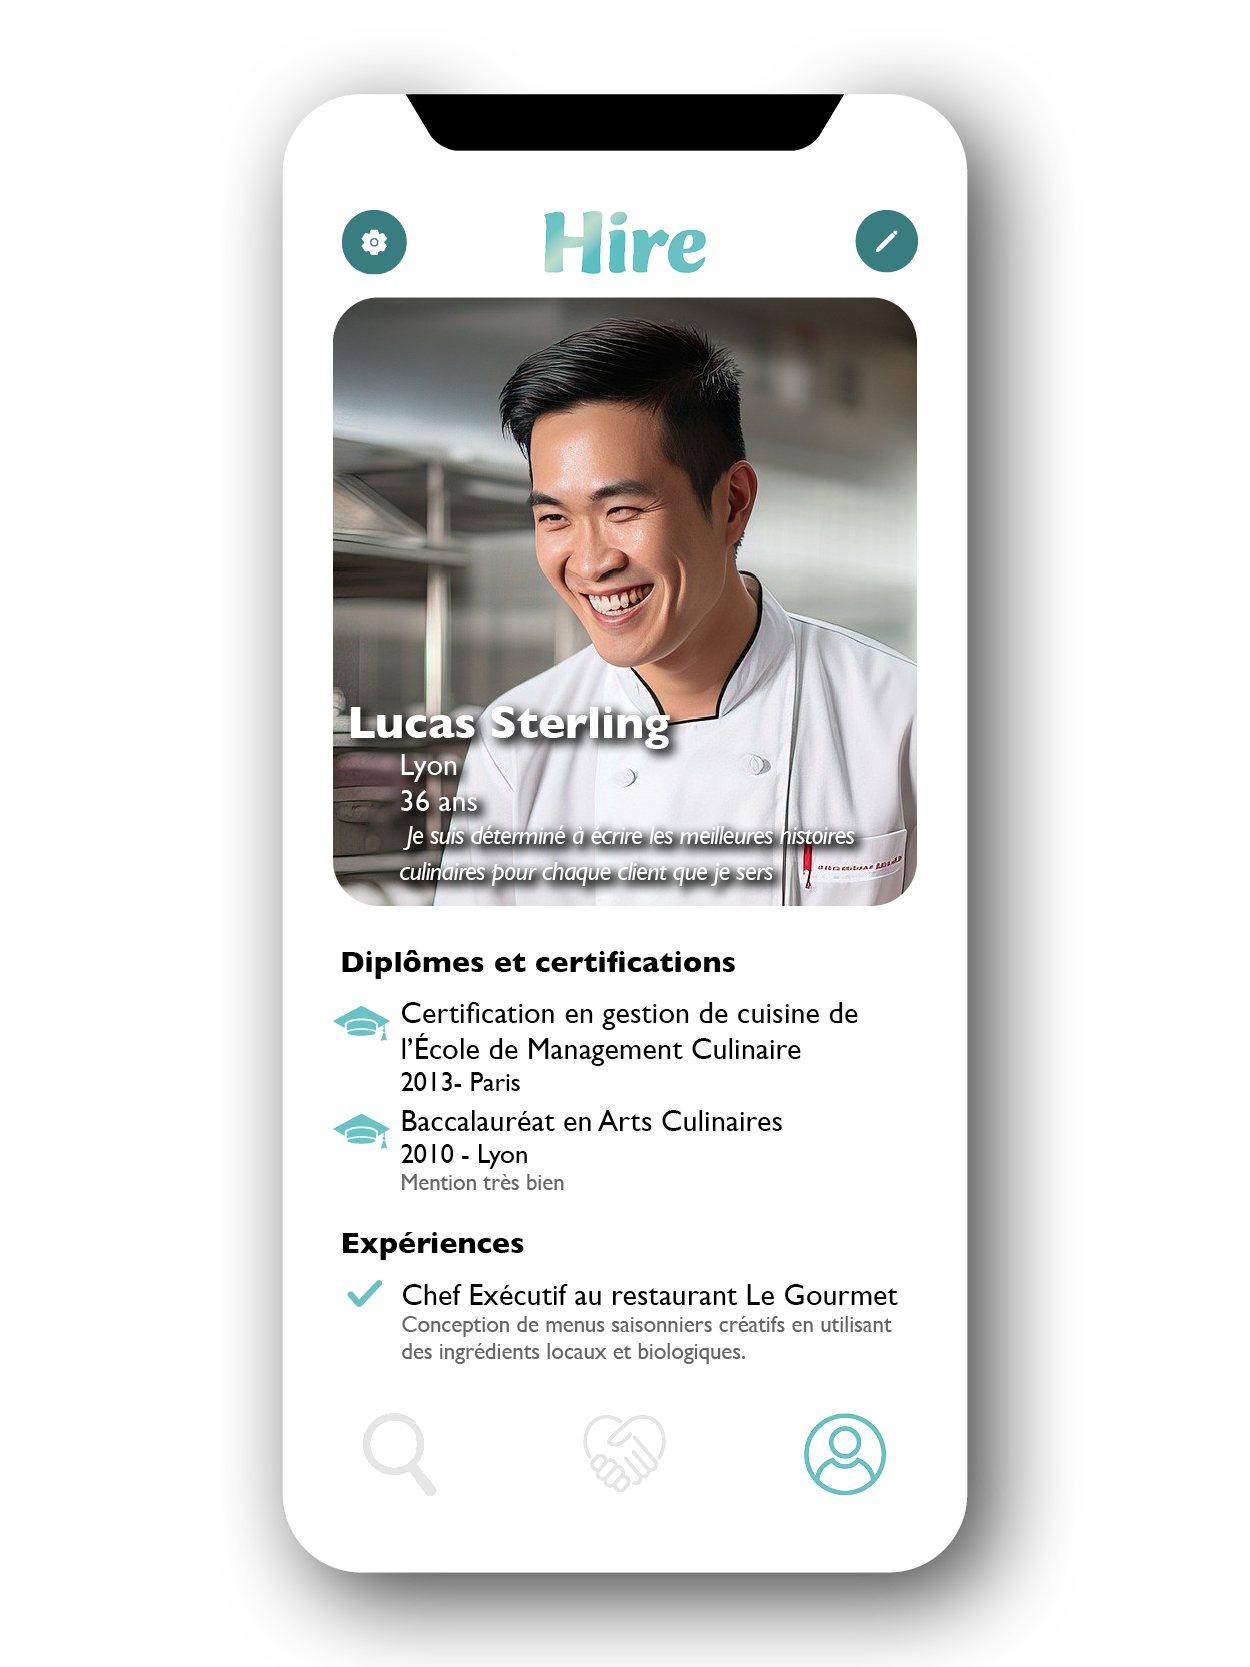 Hire
Lucas Sterling
Lyon
36 ans
Je suis déterminé à écrire les meilleures histoires
culinaires pour chaque client que je sers
Diplômes et certifications
Certification en gestion de cuisine de
l’École de Management Culinaire
2013- Paris
Baccalauréat en Arts Culinaires
2010 - Lyon
Mention très bien
Expériences
Chef Exécutif au restaurant Le Gourmet
Conception de menus saisonniers créatifs en utilisant
des ingrédients locaux et biologiques.